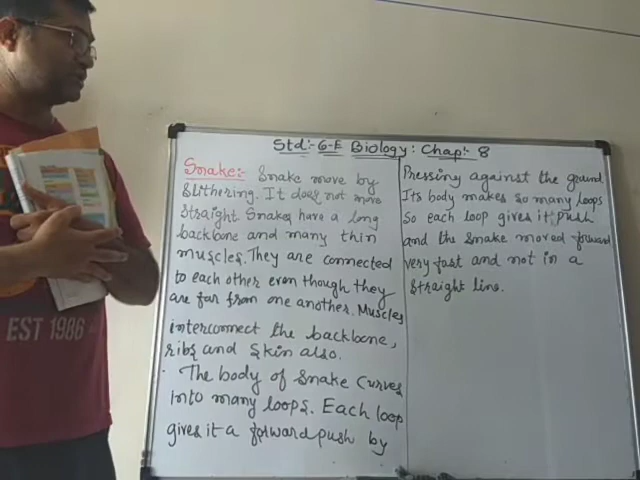 Std:- 6-E Biology: Chap: 8
Snake:- Snake move by
slithering. It does not move
straight Snakes have a long
backbone and many thin
muscles. They are connected
to each other even though they
are far from one another. Muscles
interconnect the backbone,
ribs and skin also.
The body of snake curves
into many loops. Each loop
gives it a forward push by
Pressing against the ground.
Its body makes so many loops
So each loop gives it push
and the snake moved forward
very fast and not in a
straight line.
EST 1986